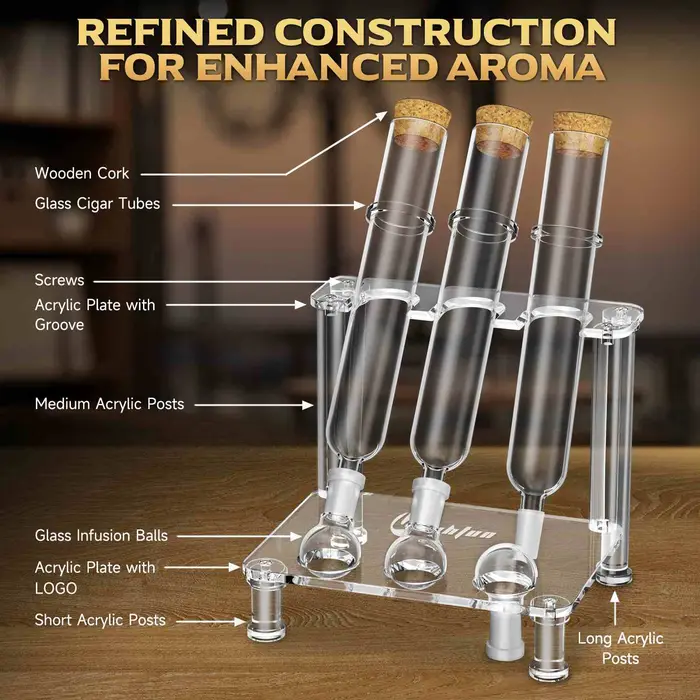 REFINED CONSTRUCTION
FOR ENHANCED AROMA
Wooden Cork
Glass Cigar Tubes
Screws
Acrylic Plate with
Groove
Medium Acrylic Posts
Glass Infusion Balls
Acrylic Plate with
LOGO
Short Acrylic Posts
Long Acrylic
Posts